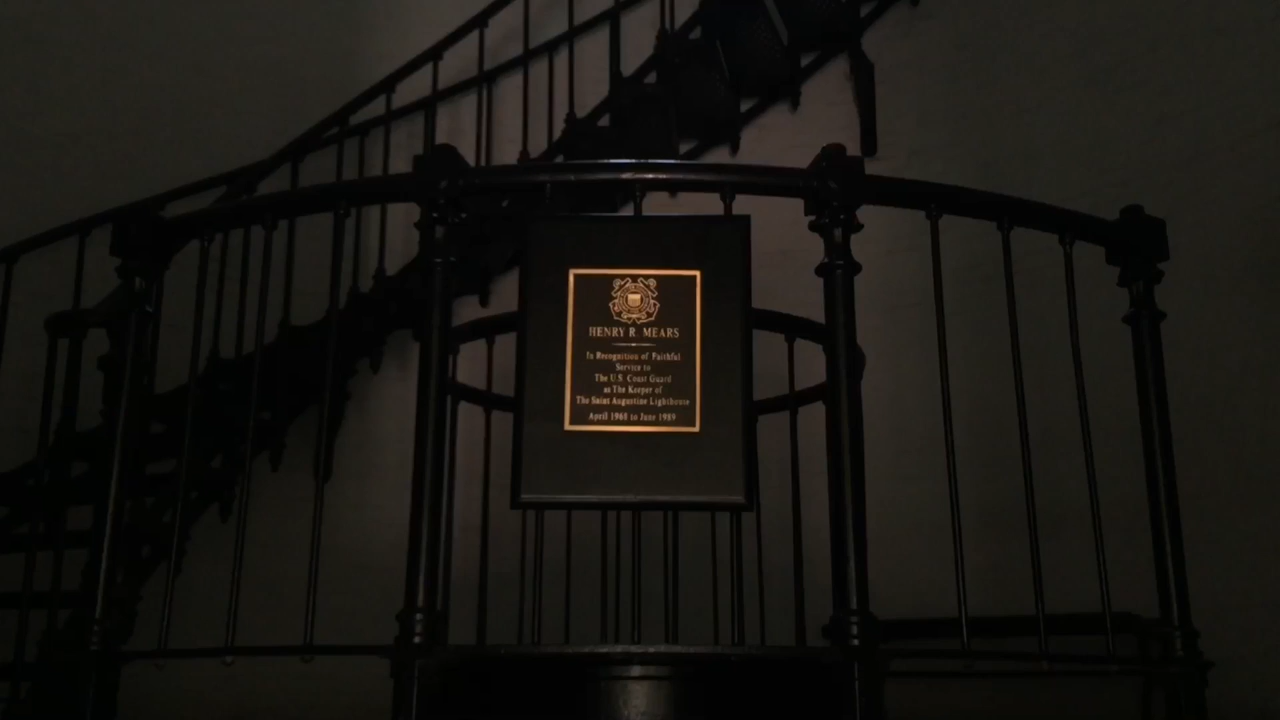 HENRY R. MEARS
In Recognition of Faithful
Service to
The U.S. Coast Guard
as The Keeper of
The Saint Augustine Lighthouse
April 1968 to June 1989